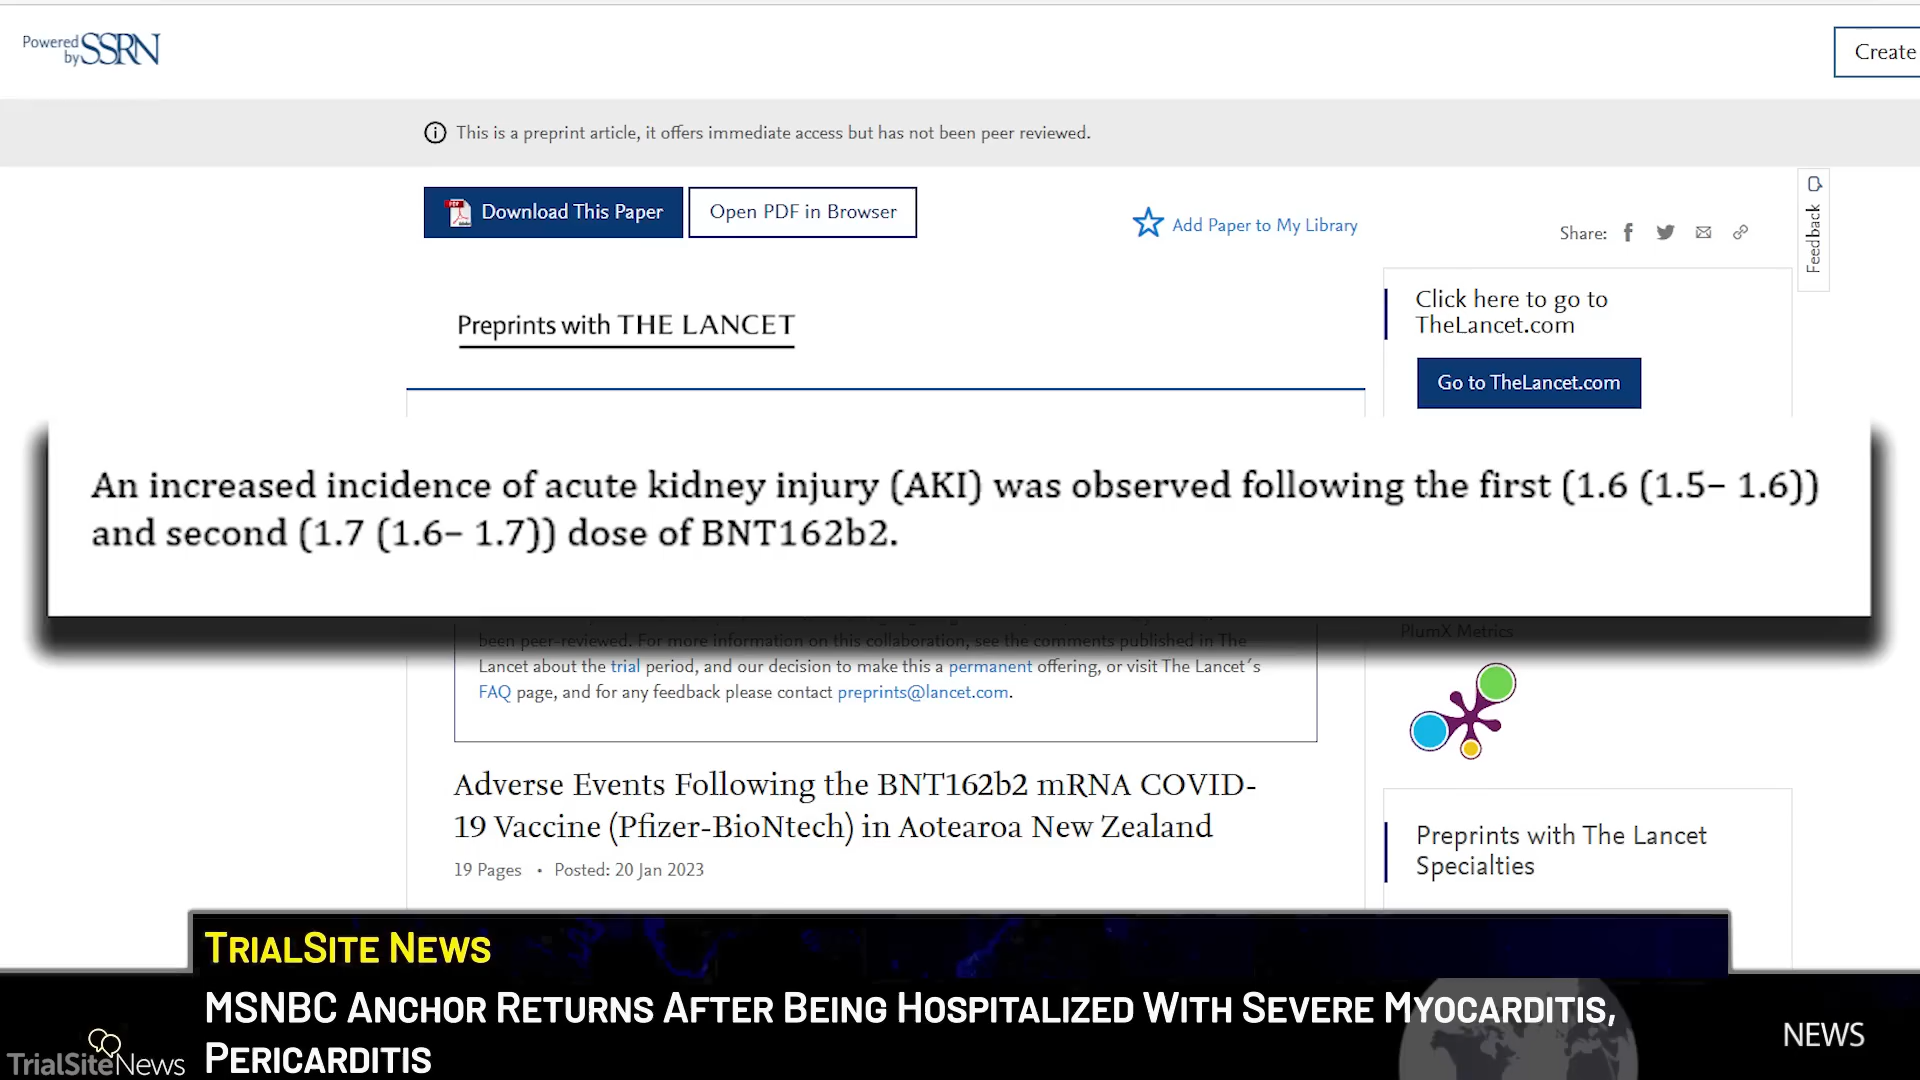 Powered
by SSRN
Create
This is a preprint article, it offers immediate access but has not been peer reviewed.
Download This Paper
Open PDF in Browser
Add Paper to My Library
Share:
Feedback
Preprints with THE LANCET
Click here to go to
TheLancet.com
Go to TheLancet.com
An increased incidence of acute kidney injury (AKI) was observed following the first (1.6 (1.5– 1.6))
and second (1.7 (1.6– 1.7)) dose of BNT162b2.
been peer-reviewed. For more information on this collaboration, see the comments published in The
Lancet about the trial period, and our decision to make this a permanent offering, or visit The Lancet´s
FAQ page, and for any feedback please contact preprints@lancet.com.
PlumX Metrics
Adverse Events Following the BNT162b2 mRNA COVID-
19 Vaccine (Pfizer-BioNtech) in Aotearoa New Zealand
19 Pages • Posted: 20 Jan 2023
Preprints with The Lancet
Specialties
TrialSite News
MSNBC Anchor Returns After Being Hospitalized With Severe Myocarditis,
Pericarditis
TrialSiteNews
NEWS